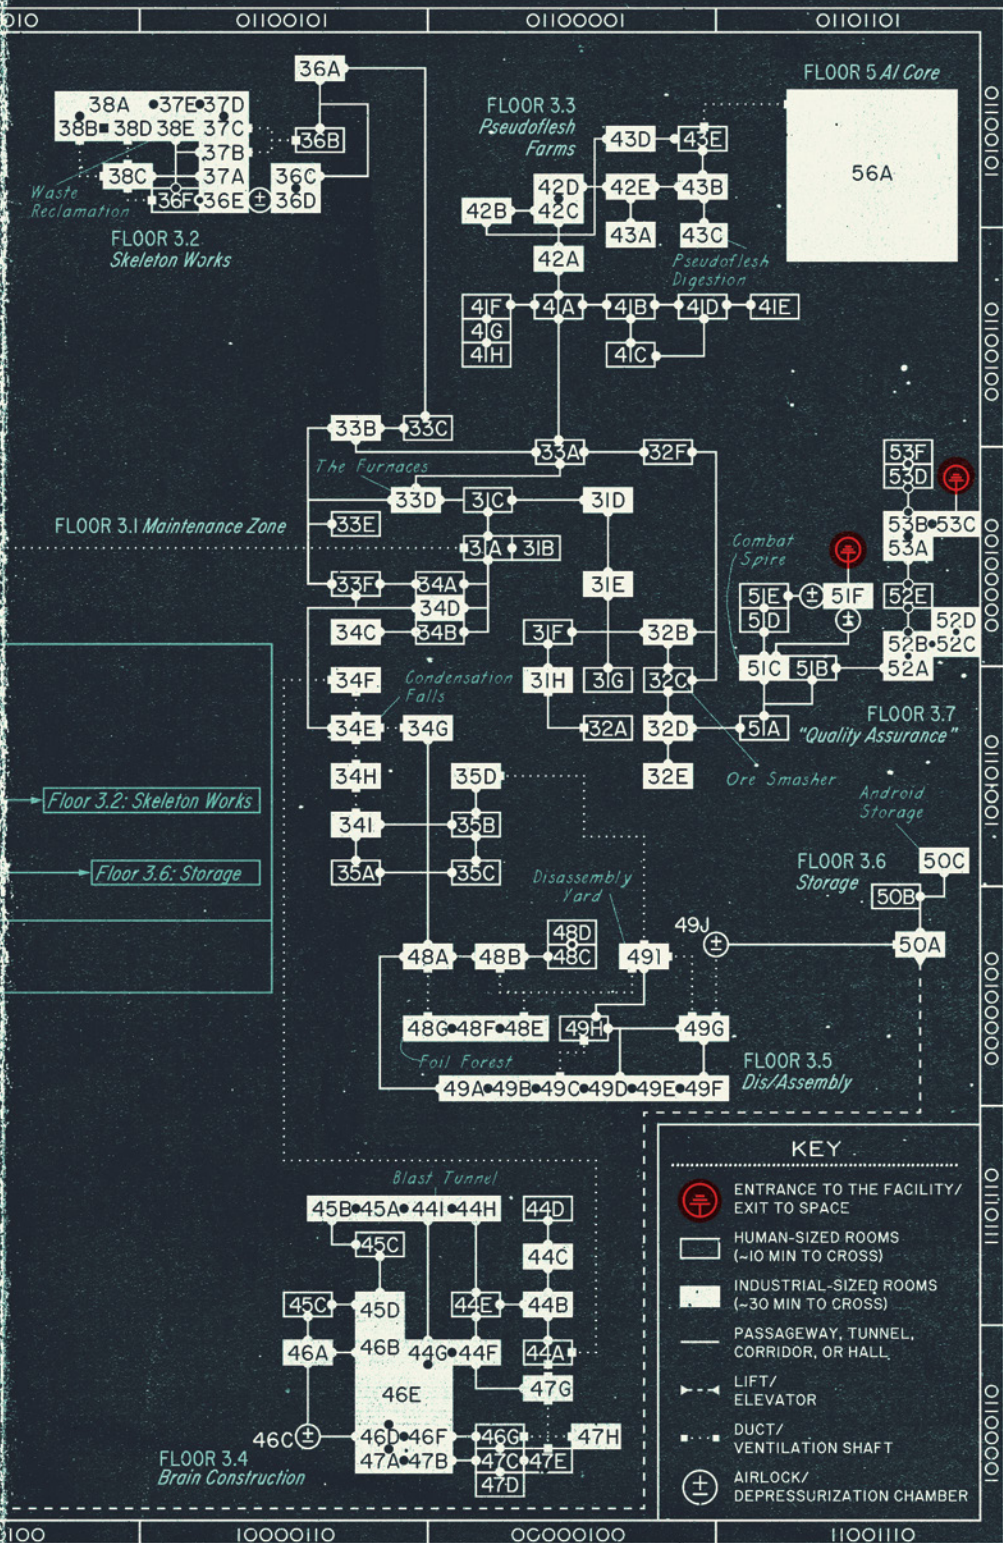 010
01100101
01100001
01101101
36A
FLOOR 5 AI Core
38A
37E
37D
38B
38D
38E
37C
36B
FLOOR 3.3
Pseudoflesh
Farms
43D
43E
01100101
37B
38C
37A
36C
36F
36E
±
36D
Waste
Reclamation
42D
42E
43B
42B
42C
43A
43C
56A
FLOOR 3.2
Skeleton Works
42A
Pseudoflesh
Digestion
41F
41A
41B
41D
41E
41G
41H
41C
01100100
33B
33C
33A
32F
The Furnaces
33D
31C
31D
53F
53D
FLOOR 3.1 Maintenance Zone
33E
53B
53C
53A
31A
31B
Combat
Spire
33F
34A
31E
51E
±
51F
52E
34D
51D
±
52D
34C
34B
31F
32B
52B
52C
51C
51B
52A
34F
Condensation
Falls
31H
31G
32C
FLOOR 3.7
"Quality Assurance"
34E
34G
32A
32D
51A
34H
35D
32E
Ore Smasher
Android
Storage
01101001
Floor 3.2: Skeleton Works
34I
35B
50C
Floor 3.6: Storage
35A
35C
Disassembly
Yard
FLOOR 3.6
Storage
50B
49J
48D
48A
48B
48C
49I
±
50A
48G
48F
48E
49H
49G
Foil Forest
FLOOR 3.5
Dis/Assembly
49A
49B
49C
49D
49E
49F
KEY
Blast Tunnel
ENTRANCE TO THE FACILITY/
EXIT TO SPACE
45B
45A
44I
44H
44D
01110111
HUMAN-SIZED ROOMS
(~10 MIN TO CROSS)
45C
44C
INDUSTRIAL-SIZED ROOMS
(~30 MIN TO CROSS)
45C
45D
44E
44B
PASSAGEWAY, TUNNEL,
CORRIDOR, OR HALL
46A
46B
44G
44F
44A
LIFT/
ELEVATOR
46E
47G
DUCT/
VENTILATION SHAFT
46C
±
46D
46F
46G
47H
FLOOR 3.4
Brain Construction
47A
47B
47C
47E
47D
±
AIRLOCK/
DEPRESSURIZATION CHAMBER
100
10000110
11001110